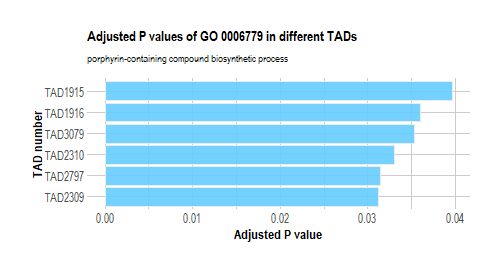 Adjusted P values of GO 0006779 in different TADs
porphyrin-containing compound biosynthetic process
TAD number
TAD1915
TAD1916
TAD3079
TAD2310
TAD2797
TAD2309
0.00 0.01 0.02 0.03 0.04
Adjusted P value